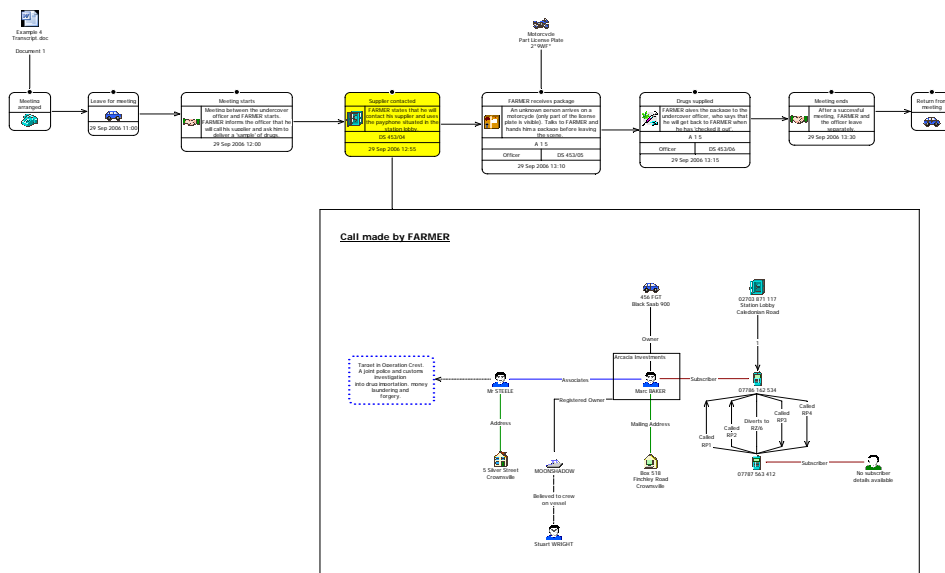 Example 4
Transcript.doc
Document 1
Motorcycle
Part License Plate
2*9WF*
Meeting
arranged
Leave for meeting
29 Sep 2006 11:00
Meeting starts
Meeting between the undercover
officer and FARMER starts.
FARMER informs the officer that he
will call his supplier and ask him to
deliver a 'sample' of drugs.
29 Sep 2006 12:00
Supplier contacted
FARMER states that he will
contact his supplier and uses
the payphone situated in the
station lobby.
DS 453/04
29 Sep 2006 12:55
FARMER receives package
An unknown person arrives on a
motorcycle (only part of the license
plate is visible). Talks to FARMER and
hands him a package before leaving
the scene.
A 1 5
Officer
DS 453/05
29 Sep 2006 13:10
Drugs supplied
FARMER gives the package to the
undercover officer, who says that
he will get back to FARMER when
he has 'checked it out'.
A 1 5
Officer
DS 453/06
29 Sep 2006 13:15
Meeting ends
After a successful
meeting, FARMER and
the officer leave
separately.
29 Sep 2006 13:30
Return from
meeting
Call made by FARMER
456 FGT
Black Saab 900
02703 871 117
Station Lobby
Caledonian Road
Owner
1
Arcacia Investments
Target in Operation Crest.
A joint police and customs
investigation
into drug importation, money
laundering and
forgery.
Mr STEELE
Associates
Marc BAKER
Subscriber
07786 162 534
Registered Owner
Address
Mailing Address
Called
RP1
Called
RP2
Diverts to
RZ/6
Called
RP3
Called
RP4
5 Silver Street
Crownsville
MOONSHADOW
Box 518
Finchley Road
Crownsville
07787 563 412
Subscriber
No subscriber
details available
Believed to crew
on vessel
Stuart WRIGHT